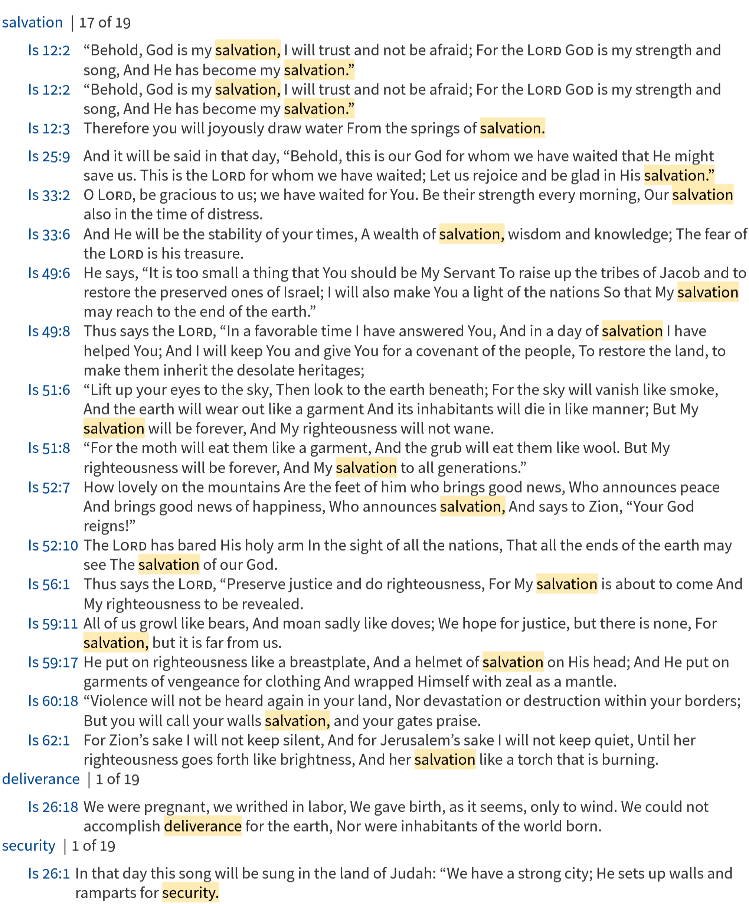 salvation | 17 of 19
Is 12:2 “Behold, God is my salvation, I will trust and not be afraid; For the LORD GOD is my strength and
song, And He has become my salvation.”
Is 12:2 “Behold, God is my salvation, I will trust and not be afraid; For the LORD GOD is my strength and
song, And He has become my salvation.”
Is 12:3 Therefore you will joyously draw water From the springs of salvation.
Is 25:9 And it will be said in that day, “Behold, this is our God for whom we have waited that He might
save us. This is the LORD for whom we have waited; Let us rejoice and be glad in His salvation.”
Is 33:2 O LORD, be gracious to us; we have waited for You. Be their strength every morning, Our salvation
also in the time of distress.
Is 33:6 And He will be the stability of your times, A wealth of salvation, wisdom and knowledge; The fear of
the LORD is his treasure.
Is 49:6 He says, “It is too small a thing that You should be My Servant To raise up the tribes of Jacob and to
restore the preserved ones of Israel; I will also make You a light of the nations So that My salvation
may reach to the end of the earth.”
Is 49:8 Thus says the LORD, “In a favorable time I have answered You, And in a day of salvation I have
helped You; And I will keep You and give You for a covenant of the people, To restore the land, to
make them inherit the desolate heritages;
Is 51:6 “Lift up your eyes to the sky, Then look to the earth beneath; For the sky will vanish like smoke,
And the earth will wear out like a garment And its inhabitants will die in like manner; But My
salvation will be forever, And My righteousness will not wane.
Is 51:8 “For the moth will eat them like a garment, And the grub will eat them like wool. But My
righteousness will be forever, And My salvation to all generations.”
Is 52:7 How lovely on the mountains Are the feet of him who brings good news, Who announces peace
And brings good news of happiness, Who announces salvation, And says to Zion, “Your God
reigns!”
Is 52:10 The LORD has bared His holy arm In the sight of all the nations, That all the ends of the earth may
see The salvation of our God.
Is 56:1 Thus says the LORD, “Preserve justice and do righteousness, For My salvation is about to come And
My righteousness to be revealed.
Is 59:11 All of us growl like bears, And moan sadly like doves; We hope for justice, but there is none, For
salvation, but it is far from us.
Is 59:17 He put on righteousness like a breastplate, And a helmet of salvation on His head; And He put on
garments of vengeance for clothing And wrapped Himself with zeal as a mantle.
Is 60:18 “Violence will not be heard again in your land, Nor devastation or destruction within your borders;
But you will call your walls salvation, and your gates praise.
Is 62:1 For Zion’s sake I will not keep silent, And for Jerusalem’s sake I will not keep quiet, Until her
righteousness goes forth like brightness, And her salvation like a torch that is burning.
deliverance | 1 of 19
Is 26:18 We were pregnant, we writhed in labor, We gave birth, as it seems, only to wind. We could not
accomplish deliverance for the earth, Nor were inhabitants of the world born.
security | 1 of 19
Is 26:1 In that day this song will be sung in the land of Judah: “We have a strong city; He sets up walls and
ramparts for security.